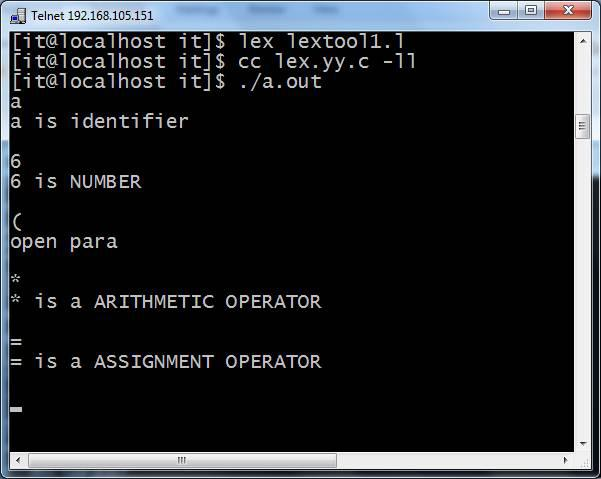 Telnet 192.168.105.151
[it@localhost it]$ lex lextool1.l
[it@localhost it]$ cc lex.yy.c -ll
[it@localhost it]$ ./a.out
a
a is identifier
6
6 is NUMBER
(
open para
*
* is a ARITHMETIC OPERATOR
=
= is a ASSIGNMENT OPERATOR